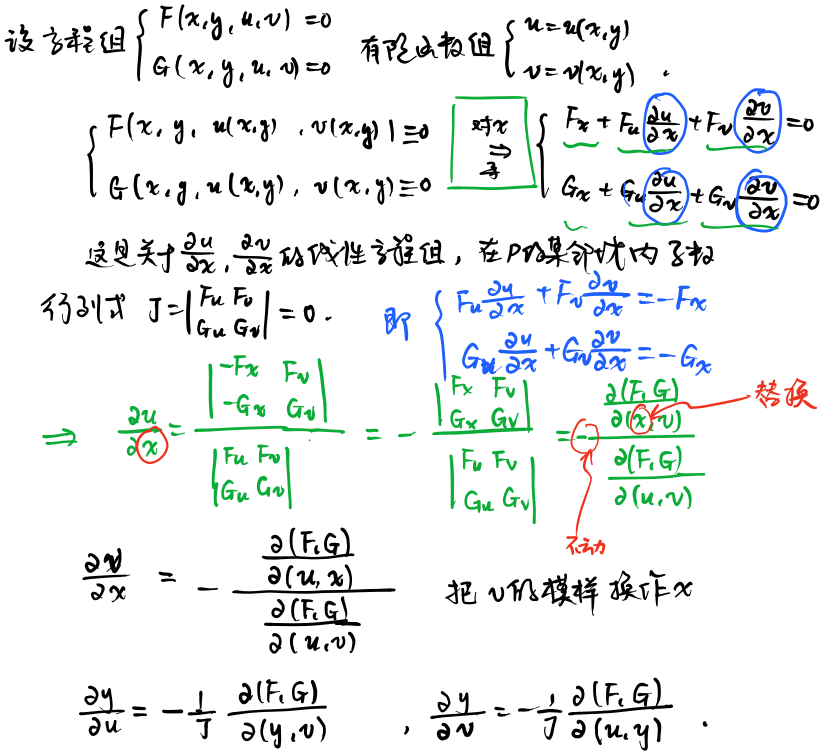 设方程组 { F(x,y,u,v)=0 有隐函数组 { u=u(x,y)
G(x,y,u,v)=0 v=v(x,y).
{ F(x,y,u(x,y),v(x,y))≡0 对x ⇒ 导 { Fx+Fu ∂u/∂x+Fv ∂v/∂x=0
G(x,y,u(x,y),v(x,y)≡0 Gx+Gu ∂u/∂x+Gv ∂v/∂x=0
这是关于 ∂u/∂x, ∂v/∂x 的线性方程组, 在P的某邻域内系数
行列式 J=|Fu Fv Gu Gv|=0. 即 { Fu ∂u/∂x+Fv ∂v/∂x=-Fx
Gu ∂u/∂x+Gv ∂v/∂x=-Gx
⇒ ∂u/∂x = |-Fx Fv -Gx Gv| / |Fu Fv Gu Gv| = - |Fx Fv Gx Gv| / |Fu Fv Gu Gv| = - ∂(F,G)/∂(x,v) / ∂(F,G)/∂(u,v) 替换
不动
∂v/∂x = - ∂(F,G)/∂(u,x) / ∂(F,G)/∂(u,v) 把v的模样换作x
∂y/∂u = -1/J ∂(F,G)/∂(y,v) , ∂y/∂v = -1/J ∂(F,G)/∂(u,y) .